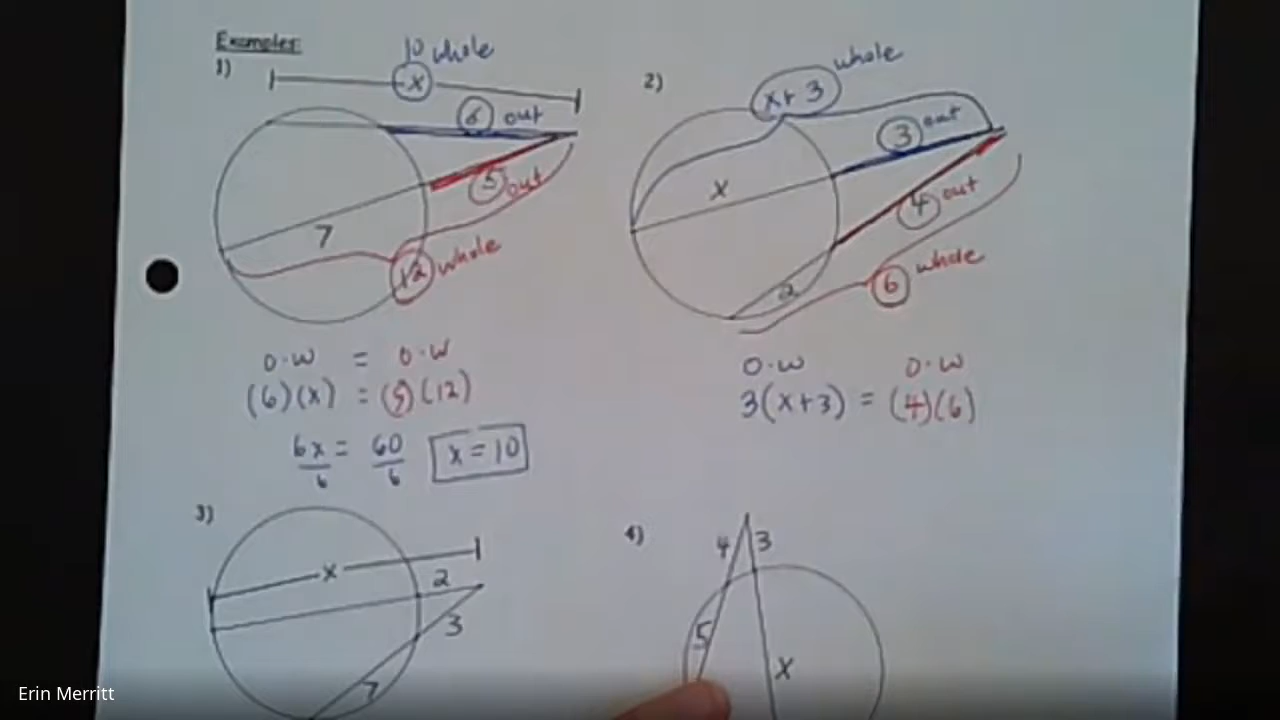 Examples:
1)
10 whole
x
6 out
5 out
7
12 whole
O·W = O·W
(6)(x) = (5)(12)
6x = 60
6 6
x = 10
2)
x+3 whole
3 out
x
4 out
2
6 whole
O·W O·W
3(x+3) = (4)(6)
3)
x
2
3
7
4)
4 3
5
x
Erin Merritt